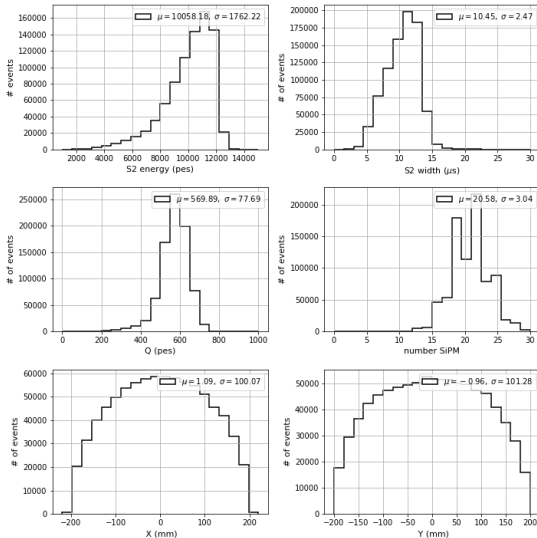 μ = 10058.18, σ = 1762.22
160000
140000
120000
100000
80000
60000
40000
20000
0
# events
2000 4000 6000 8000 10000 12000 14000
S2 energy (pes)
μ = 10.45, σ = 2.47
200000
175000
150000
125000
100000
75000
50000
25000
0
# of events
0 5 10 15 20 25 30
S2 width (μs)
μ = 569.89, σ = 77.69
250000
200000
150000
100000
50000
0
# of events
0 200 400 600 800 1000
Q (pes)
μ = 20.58, σ = 3.04
200000
150000
100000
50000
0
# of events
0 5 10 15 20 25 30
number SiPM
μ = 1.09, σ = 100.07
60000
50000
40000
30000
20000
10000
0
# of events
−200 −100 0 100 200
X (mm)
μ = −0.96, σ = 101.28
50000
40000
30000
20000
10000
0
# of events
−200 −150 −100 −50 0 50 100 150 200
Y (mm)